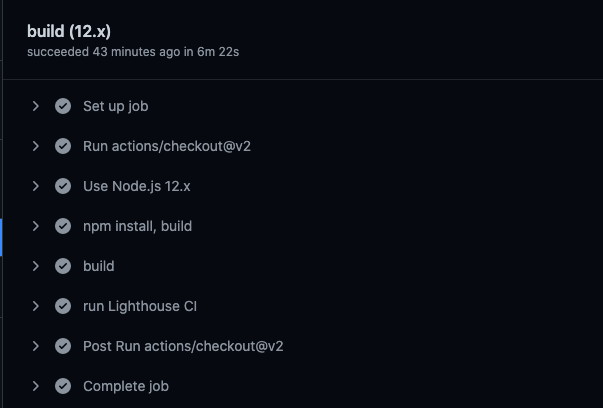 build (12.x)
succeeded 43 minutes ago in 6m 22s
Set up job
Run actions/checkout@v2
Use Node.js 12.x
npm install, build
build
run Lighthouse CI
Post Run actions/checkout@v2
Complete job